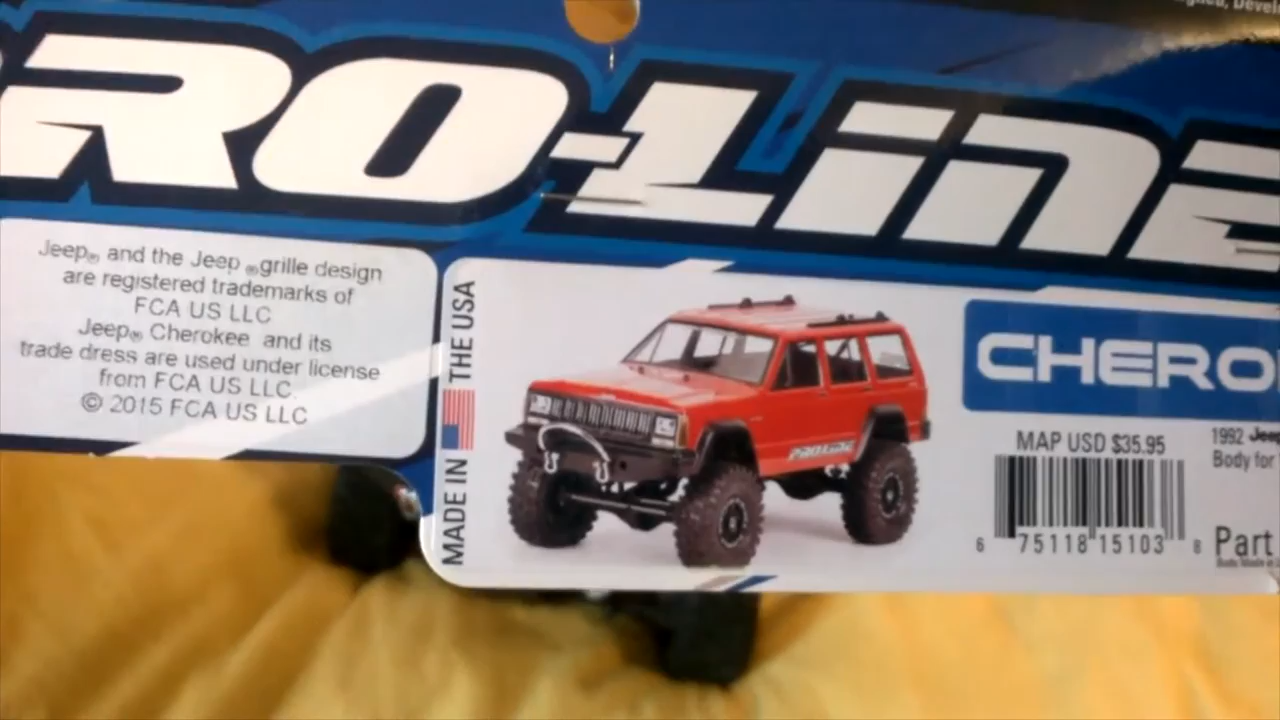 RO-LINE
Jeep® and the Jeep ®grille design
are registered trademarks of
FCA US LLC
Jeep® Cherokee and its
trade dress are used under license
from FCA US LLC.
© 2015 FCA US LLC
MADE IN THE USA
PRO-LINE
CHERO
MAP USD $35.95
6 75118 15103 8
1992 Jee
Body for
Part